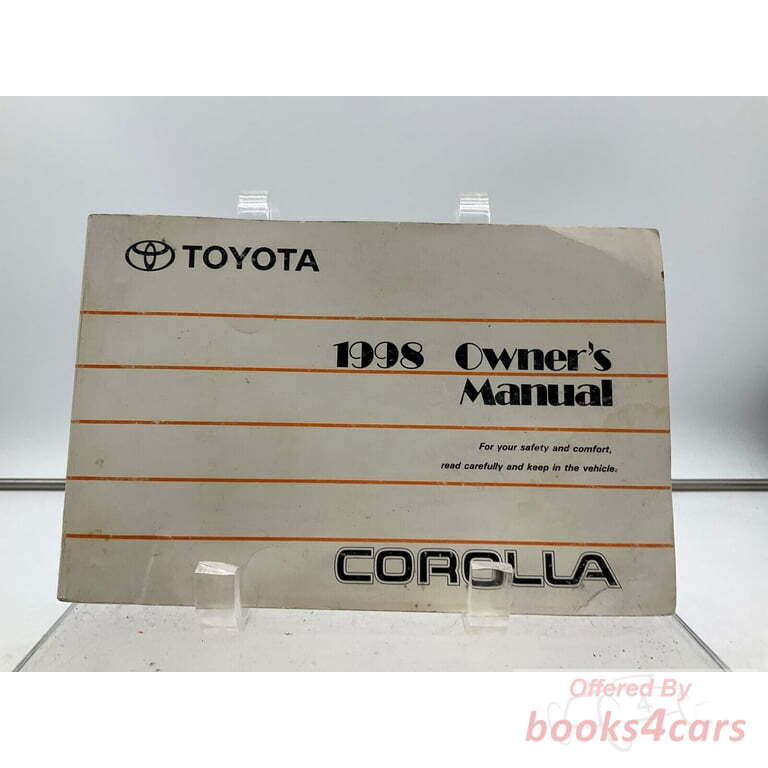 TOYOTA
1998 Owner's
Manual
For your safety and comfort,
read carefully and keep in the vehicle.
COROLLA
Offered By
books4cars